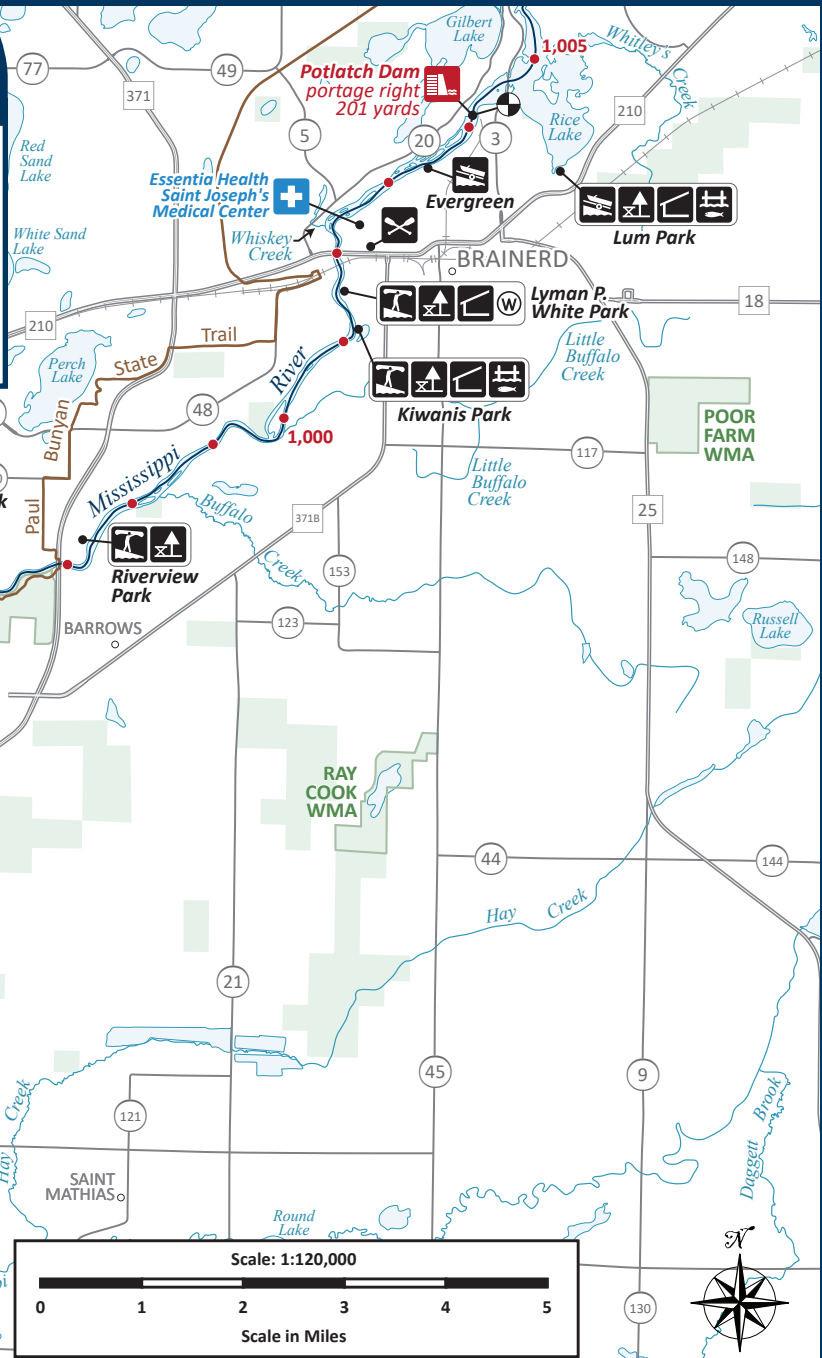 Gilbert
Lake
1,005
Whitley's
Creek
77
49
371
Potlatch Dam
portage right
201 yards
210
Rice
Lake
5
20
3
Red
Sand
Lake
Essentia Health
Saint Joseph's
Medical Center
Evergreen
Lum Park
White Sand
Lake
Whiskey
Creek
BRAINERD
W
Lyman P.
White Park
18
210
Trail
State
Perch
Lake
River
Little
Buffalo
Creek
Kiwanis Park
Bunyan
48
1,000
POOR
FARM
WMA
117
Mississippi
Little
Buffalo
Creek
k
Paul
Buffalo
Creek
371B
25
Riverview
Park
153
148
BARROWS
123
Russell
Lake
RAY
COOK
WMA
44
144
Hay Creek
21
45
9
Hay Creek
121
Daggett Brook
SAINT
MATHIAS
Round
Lake
N
Scale: 1:120,000
0 1 2 3 4 5
Scale in Miles
130